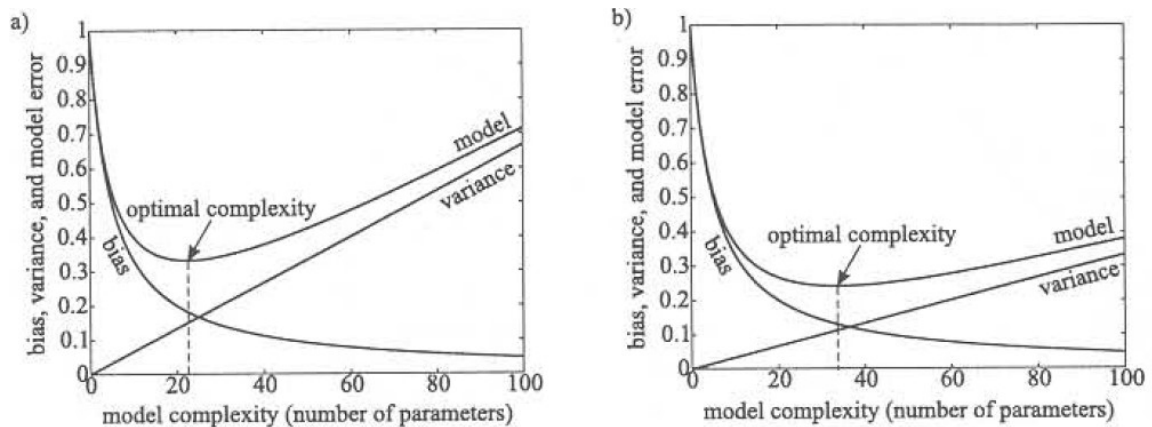 a)
bias, variance, and model error
1
0.9
0.8
0.7
0.6
0.5
0.4
0.3
0.2
0.1
0
model
variance
optimal complexity
bias
0 20 40 60 80 100
model complexity (number of parameters)
b)
bias, variance, and model error
1
0.9
0.8
0.7
0.6
0.5
0.4
0.3
0.2
0.1
0
model
optimal complexity
variance
bias
0 20 40 60 80 100
model complexity (number of parameters)